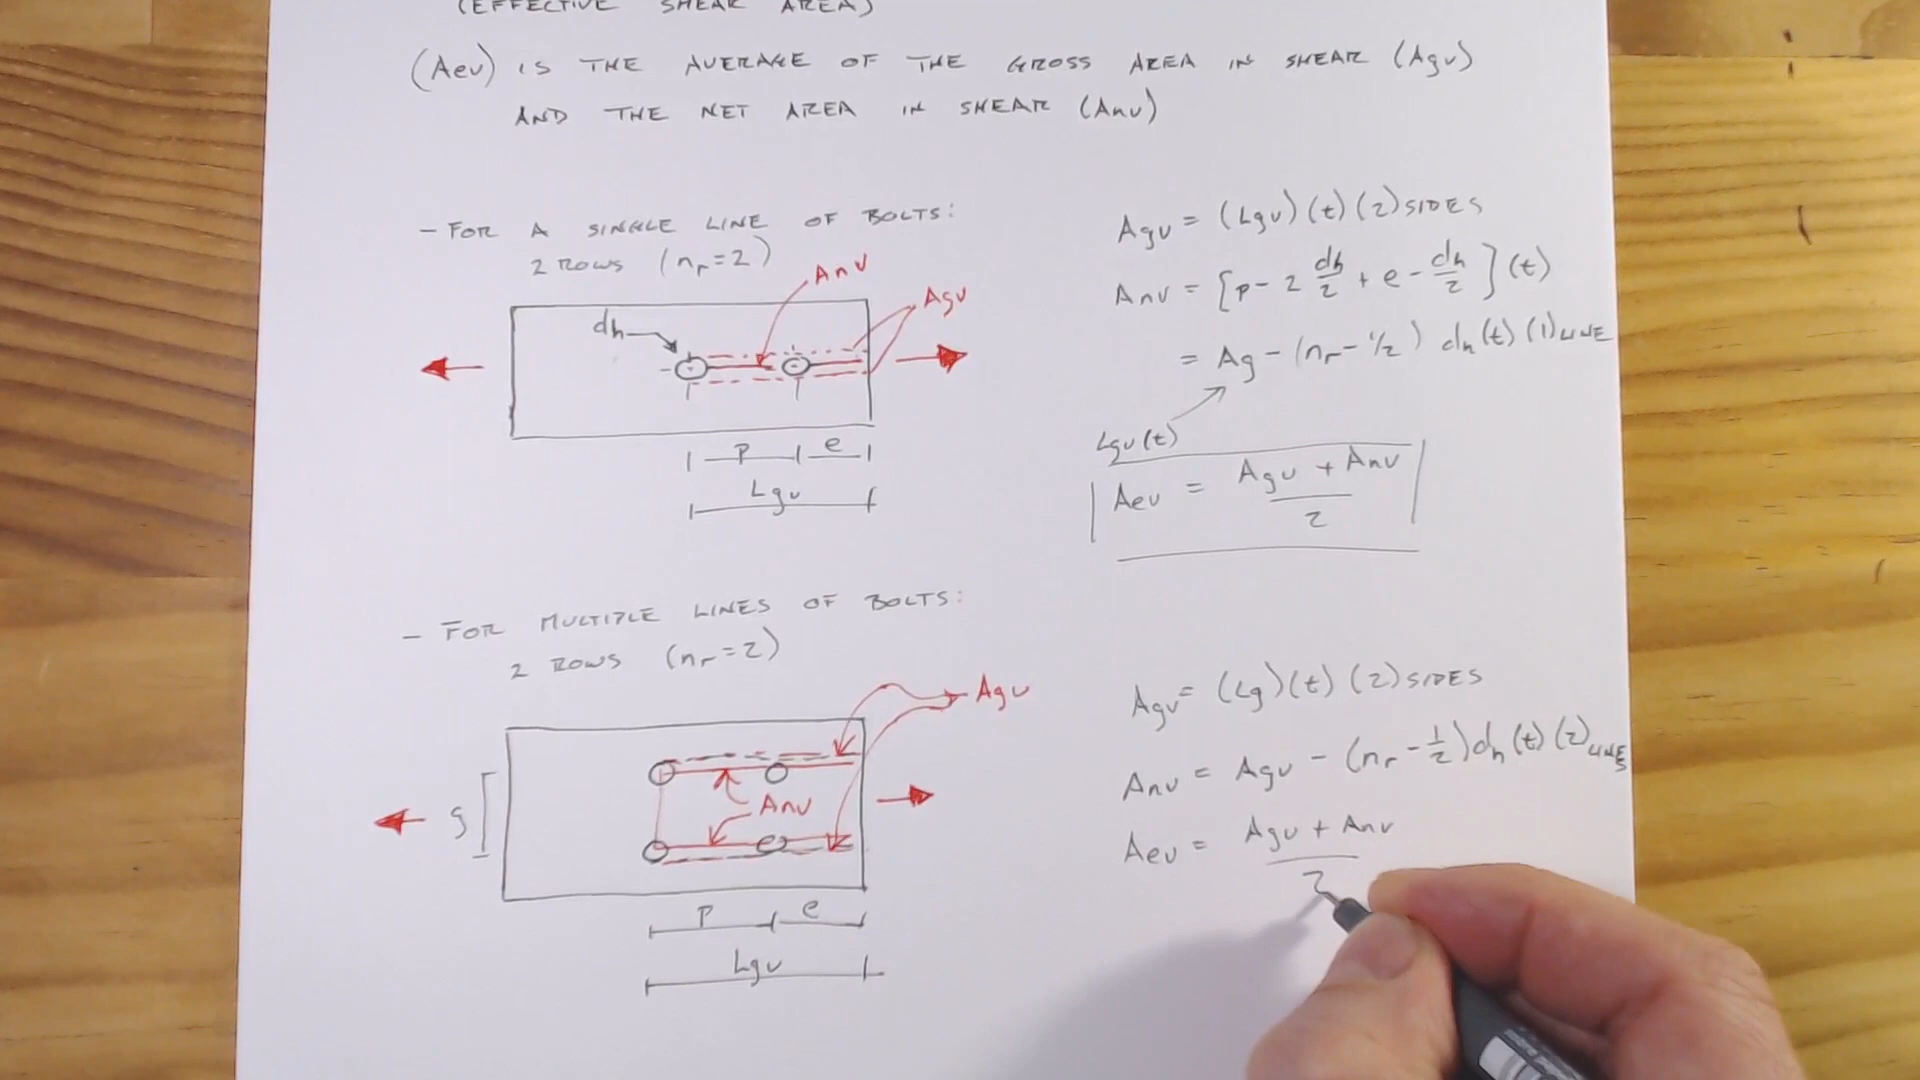 (EFFECTIVE SHEAR AREA)
(Aev) IS THE AVERAGE OF THE GROSS AREA IN SHEAR (Agv)
AND THE NET AREA IN SHEAR (Anv)
- FOR A SINGLE LINE OF BOLTS:
2 ROWS (nr=2)
Anv
Agv
dh
p
e
Lgv
Agv = (Lgv)(t)(2)SIDES
Anv = [p - 2 dh/2 + e - dh/2](t)
= Ag - (nr - 1/2) dh(t)(1)LINE
Lgv(t)
Aev = Agv + Anv / 2
- FOR MULTIPLE LINES OF BOLTS:
2 ROWS (nr=2)
Agv
Anv
g
p
e
Lgv
Agv = (Lg)(t)(2)SIDES
Anv = Agv - (nr - 1/2)dh(t)(2)LINES
Aev = Agv + Anv / 2